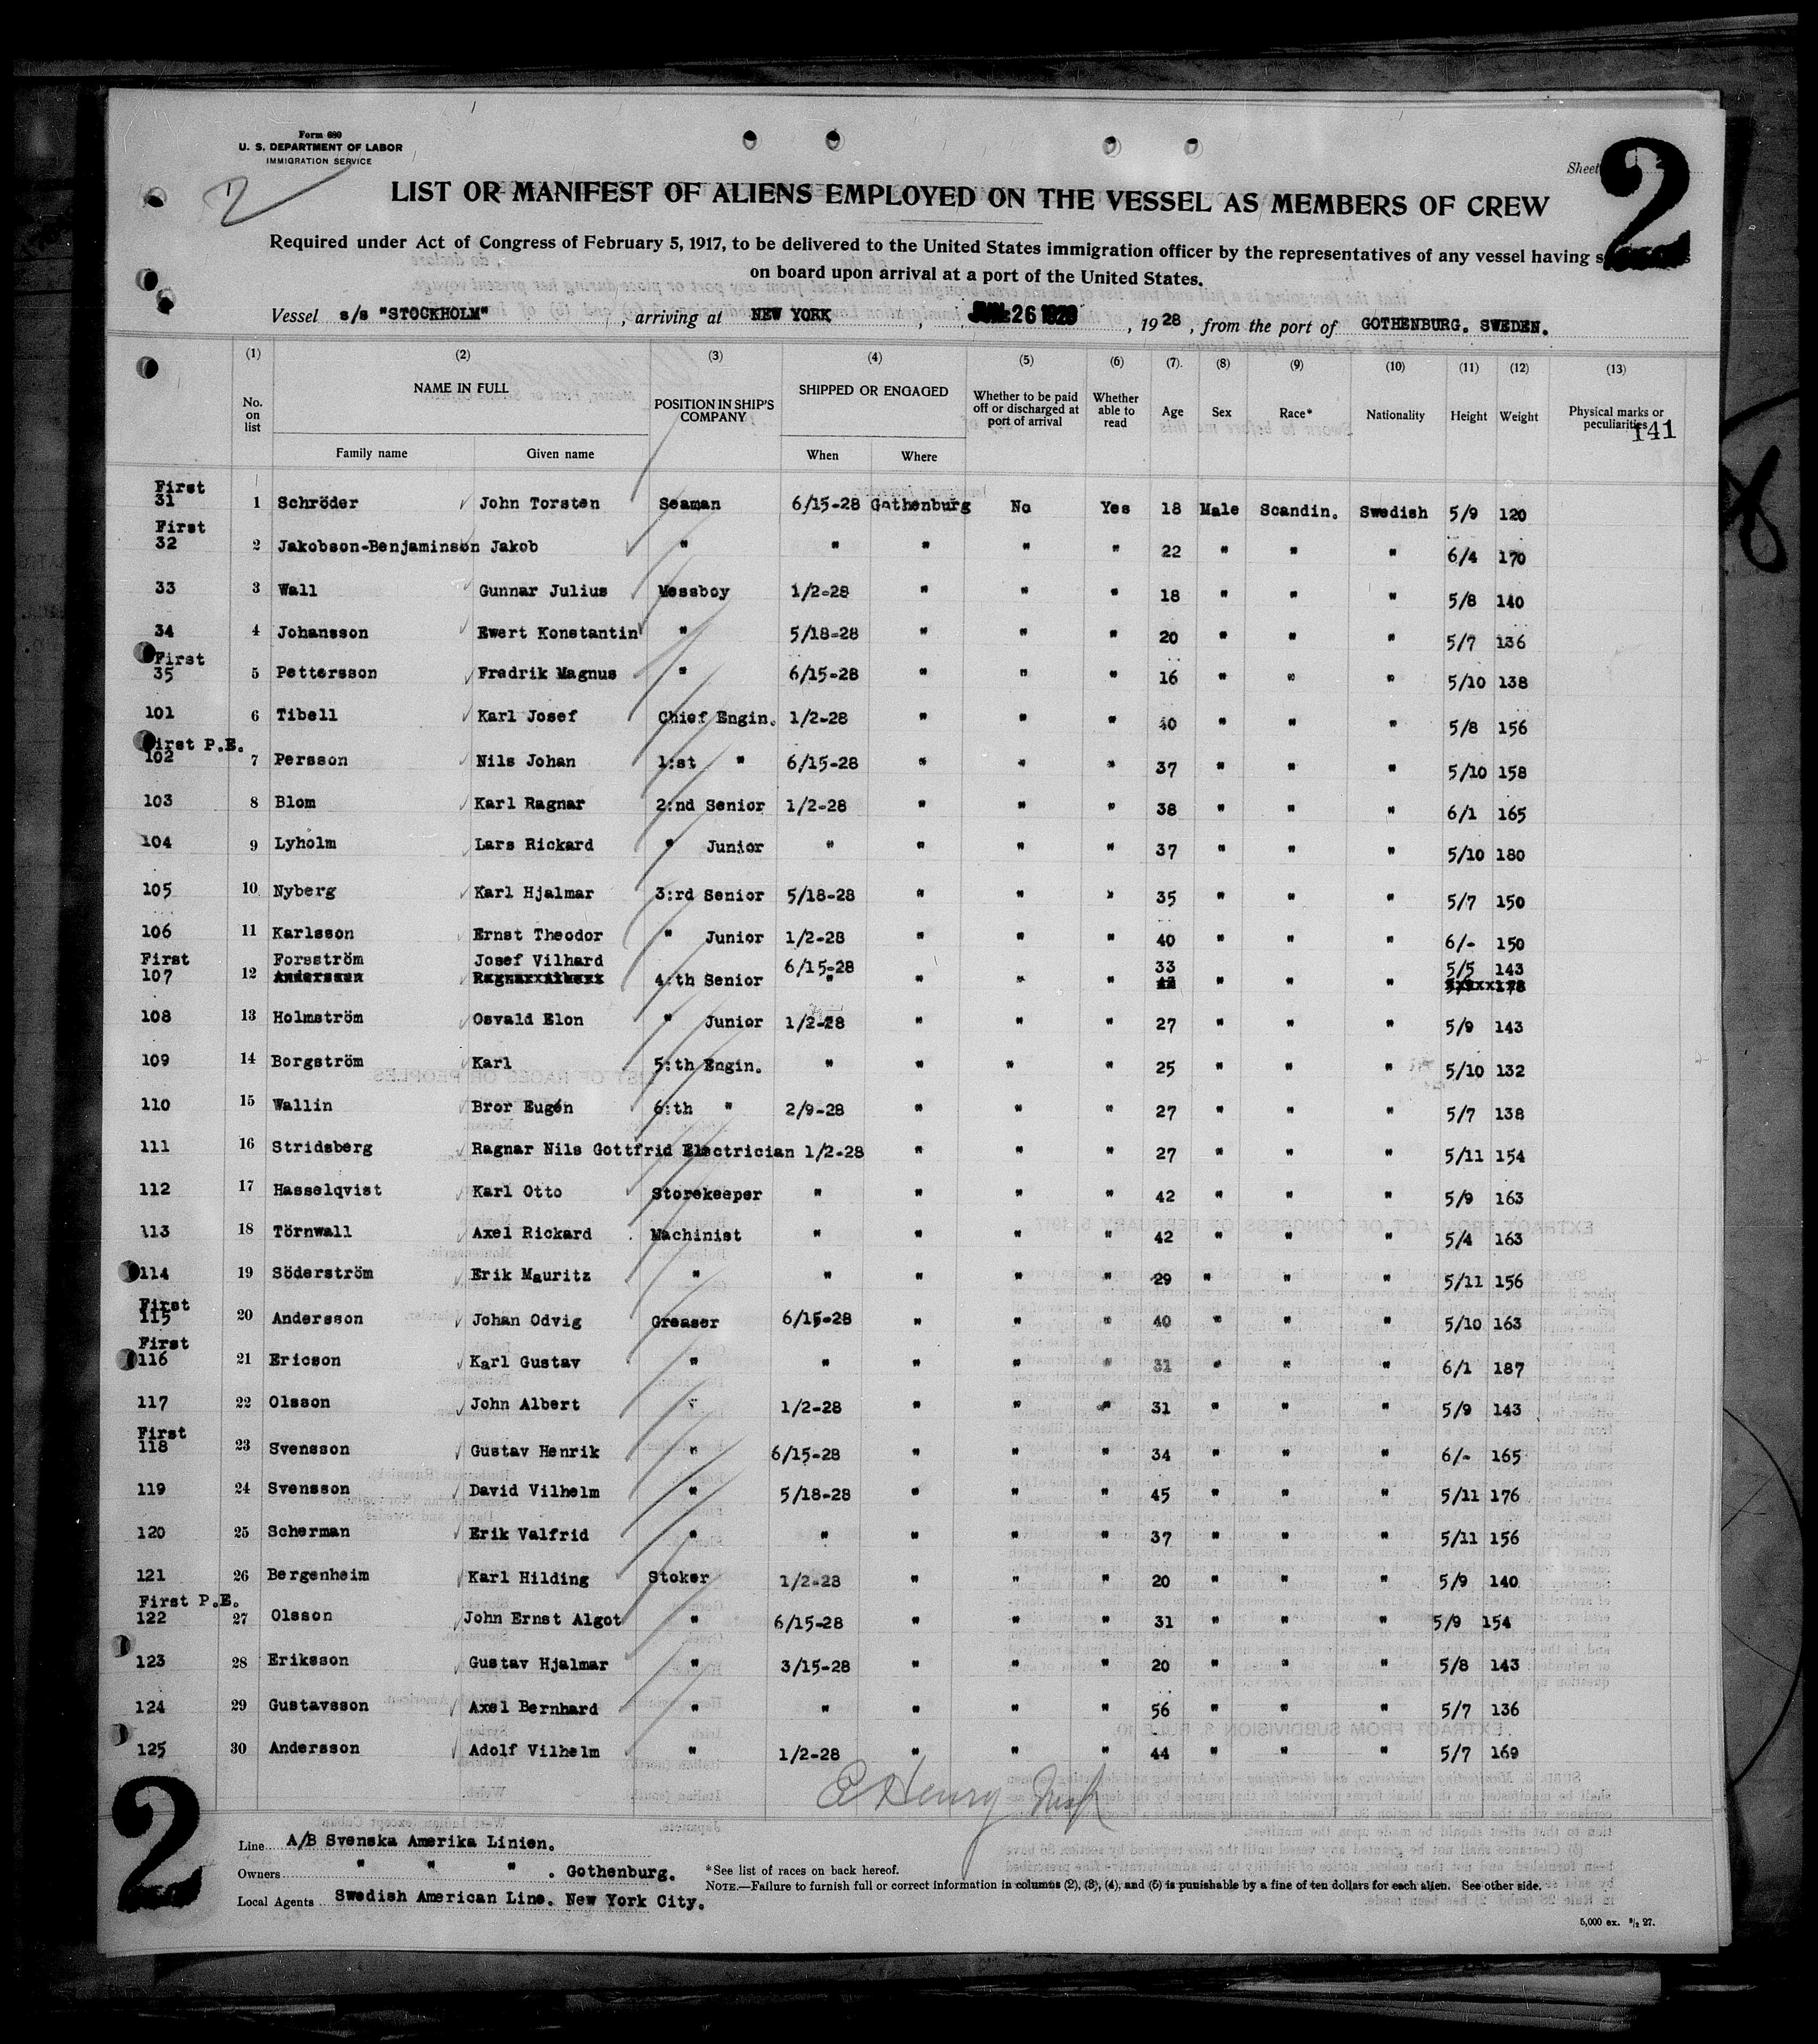 Form 680
U. S. DEPARTMENT OF LABOR
IMMIGRATION SERVICE
2
Sheet
2
LIST OR MANIFEST OF ALIENS EMPLOYED ON THE VESSEL AS MEMBERS OF CREW
Required under Act of Congress of February 5, 1917, to be delivered to the United States immigration officer by the representatives of any vessel having
on board upon arrival at a port of the United States.
Vessel s/s "STOCKHOLM", arriving at NEW YORK, JUN 26 1928, 1928, from the port of GOTHENBURG. SWEDEN.
(1) (2) (3) (4) (5) (6) (7). (8) (9) (10) (11) (12) (13)
No. on list NAME IN FULL Family name Given name POSITION IN SHIP'S COMPANY SHIPPED OR ENGAGED When Where Whether to be paid off or discharged at port of arrival Whether able to read Age Sex Race* Nationality Height Weight Physical marks or peculiarities
141
First
31 1 Schröder John Torsten Seaman 6/15-28 Gothenburg No Yes 18 Male Scandin. Swedish 5/9 120
First
32 2 Jakobson-Benjaminson Jakob " " " " " 22 " " " 6/4 170
33 3 Wall Gunnar Julius Messboy 1/2-28 " " " 18 " " " 5/8 140
34 4 Johansson Ewert Konstantin " 5/18-28 " " " 20 " " " 5/7 136
First
35 5 Pettersson Fredrik Magnus " 6/15-28 " " " 16 " " " 5/10 138
101 6 Tibell Karl Josef Chief Engin. 1/2-28 " " " 40 " " " 5/8 156
First P.E.
102 7 Persson Nils Johan 1:st " 6/15-28 " " " 37 " " " 5/10 158
103 8 Blom Karl Ragnar 2:nd Senior 1/2-28 " " " 38 " " " 6/1 165
104 9 Lyholm Lars Rickard " Junior " " " " 37 " " " 5/10 180
105 10 Nyberg Karl Hjalmar 3:rd Senior 5/18-28 " " " 35 " " " 5/7 150
106 11 Karlsson Ernst Theodor " Junior 1/2-28 " " " 40 " " " 6/- 150
First Forsström Josef Vilhard 6/15-28 33 5/5 143
107 12 Andersson 4:th Senior " " " " 42 " " " 178
108 13 Holmström Osvald Elon " Junior 1/2-28 " " " 27 " " " 5/9 143
109 14 Borgström Karl 5:th Engin. " " " " 25 " " " 5/10 132
110 15 Wallin Bror Eugén 6:th " 2/9-28 " " " 27 " " " 5/7 138
111 16 Stridsberg Ragnar Nils Gottfrid Electrician 1/2-28 " " " 27 " " " 5/11 154
112 17 Hasselqvist Karl Otto Storekeeper " " " " 42 " " " 5/9 163
113 18 Törnwall Axel Rickard Machinist " " " " 42 " " " 5/4 163
114 19 Söderström Erik Mauritz " " " " " 29 " " " 5/11 156
First
115 20 Andersson Johan Odvig Greaser 6/15-28 " " " 40 " " " 5/10 163
First
116 21 Ericson Karl Gustav " " " " " 31 " " " 6/1 187
117 22 Olsson John Albert " 1/2-28 " " " 31 " " " 5/9 143
First
118 23 Svensson Gustav Henrik " 6/15-28 " " " 34 " " " 6/- 165
119 24 Svensson David Vilhelm " 5/18-28 " " " 45 " " " 5/11 176
120 25 Scherman Erik Valfrid " " " " " 37 " " " 5/11 156
121 26 Bergenheim Karl Hilding Stoker 1/2-28 " " " 20 " " " 5/9 140
First P.E.
122 27 Olsson John Ernst Algot " 6/15-28 " " " 31 " " " 5/9 154
123 28 Eriksson Gustav Hjalmar " 3/15-28 " " " 20 " " " 5/8 143
124 29 Gustavsson Axel Bernhard " " " " " 56 " " " 5/7 136
125 30 Andersson Adolf Vilhelm " 1/2-28 " " " 44 " " " 5/7 169
E Henry
2
Line A/B Svenska Amerika Linien.
Owners " " " . Gothenburg.
Local Agents Swedish American Line. New York City.
*See list of races on back hereof.
NOTE.—Failure to furnish full or correct information in columns (2), (3), (4), and (5) is punishable by a fine of ten dollars for each alien. See other side.
5,000 ex. 8/2 27.